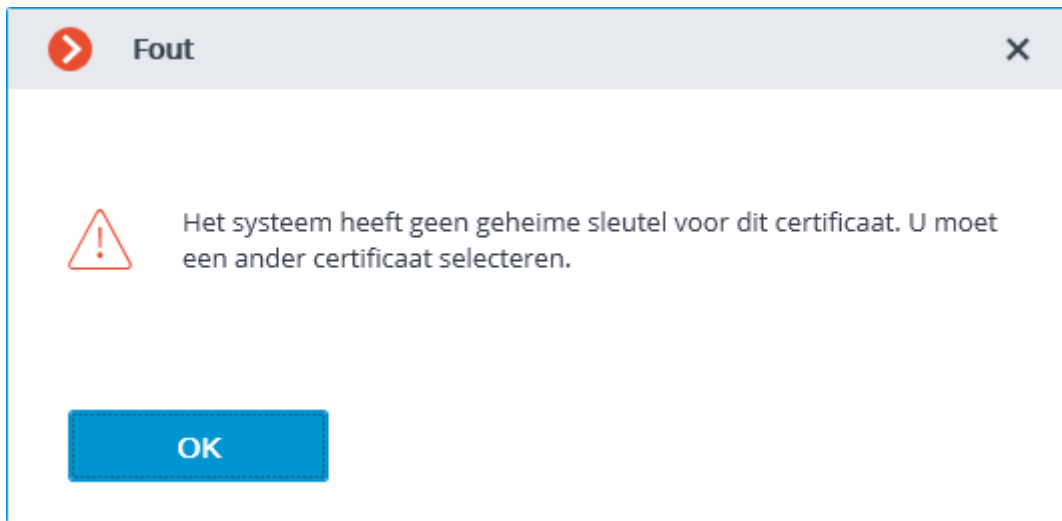 Fout
Het systeem heeft geen geheime sleutel voor dit certificaat. U moet
een ander certificaat selecteren.
OK